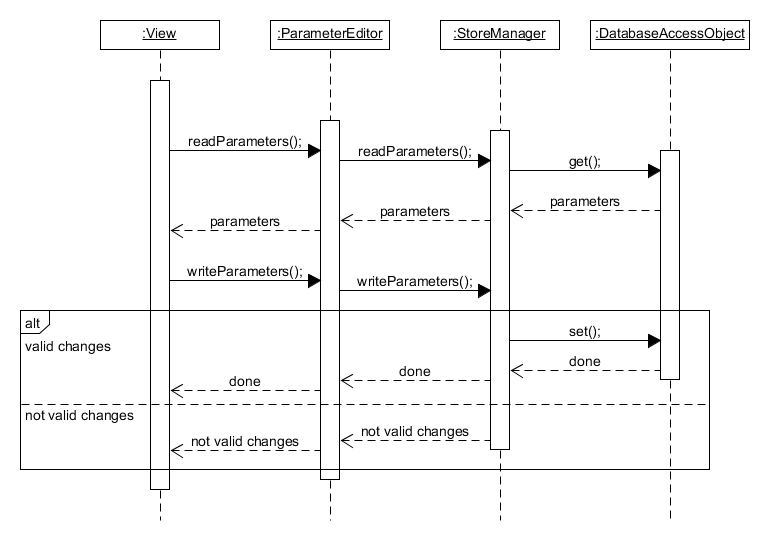 :View
:ParameterEditor
:StoreManager
:DatabaseAccessObject
readParameters();
readParameters();
get();
parameters
parameters
parameters
writeParameters();
writeParameters();
alt
set();
valid changes
done
done
done
not valid changes
not valid changes
not valid changes